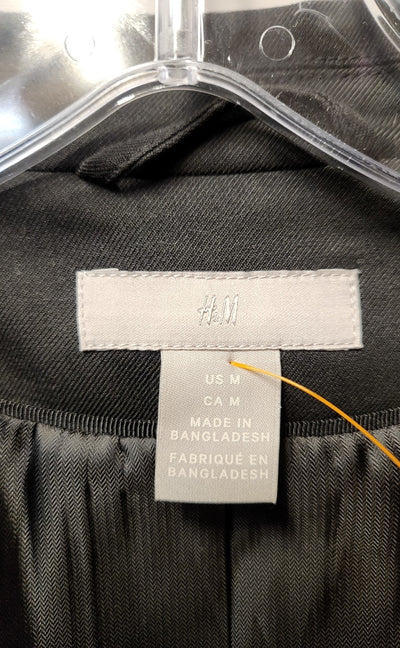 H&M
US M
CA M
MADE IN
BANGLADESH
FABRIQUÉ EN
BANGLADESH